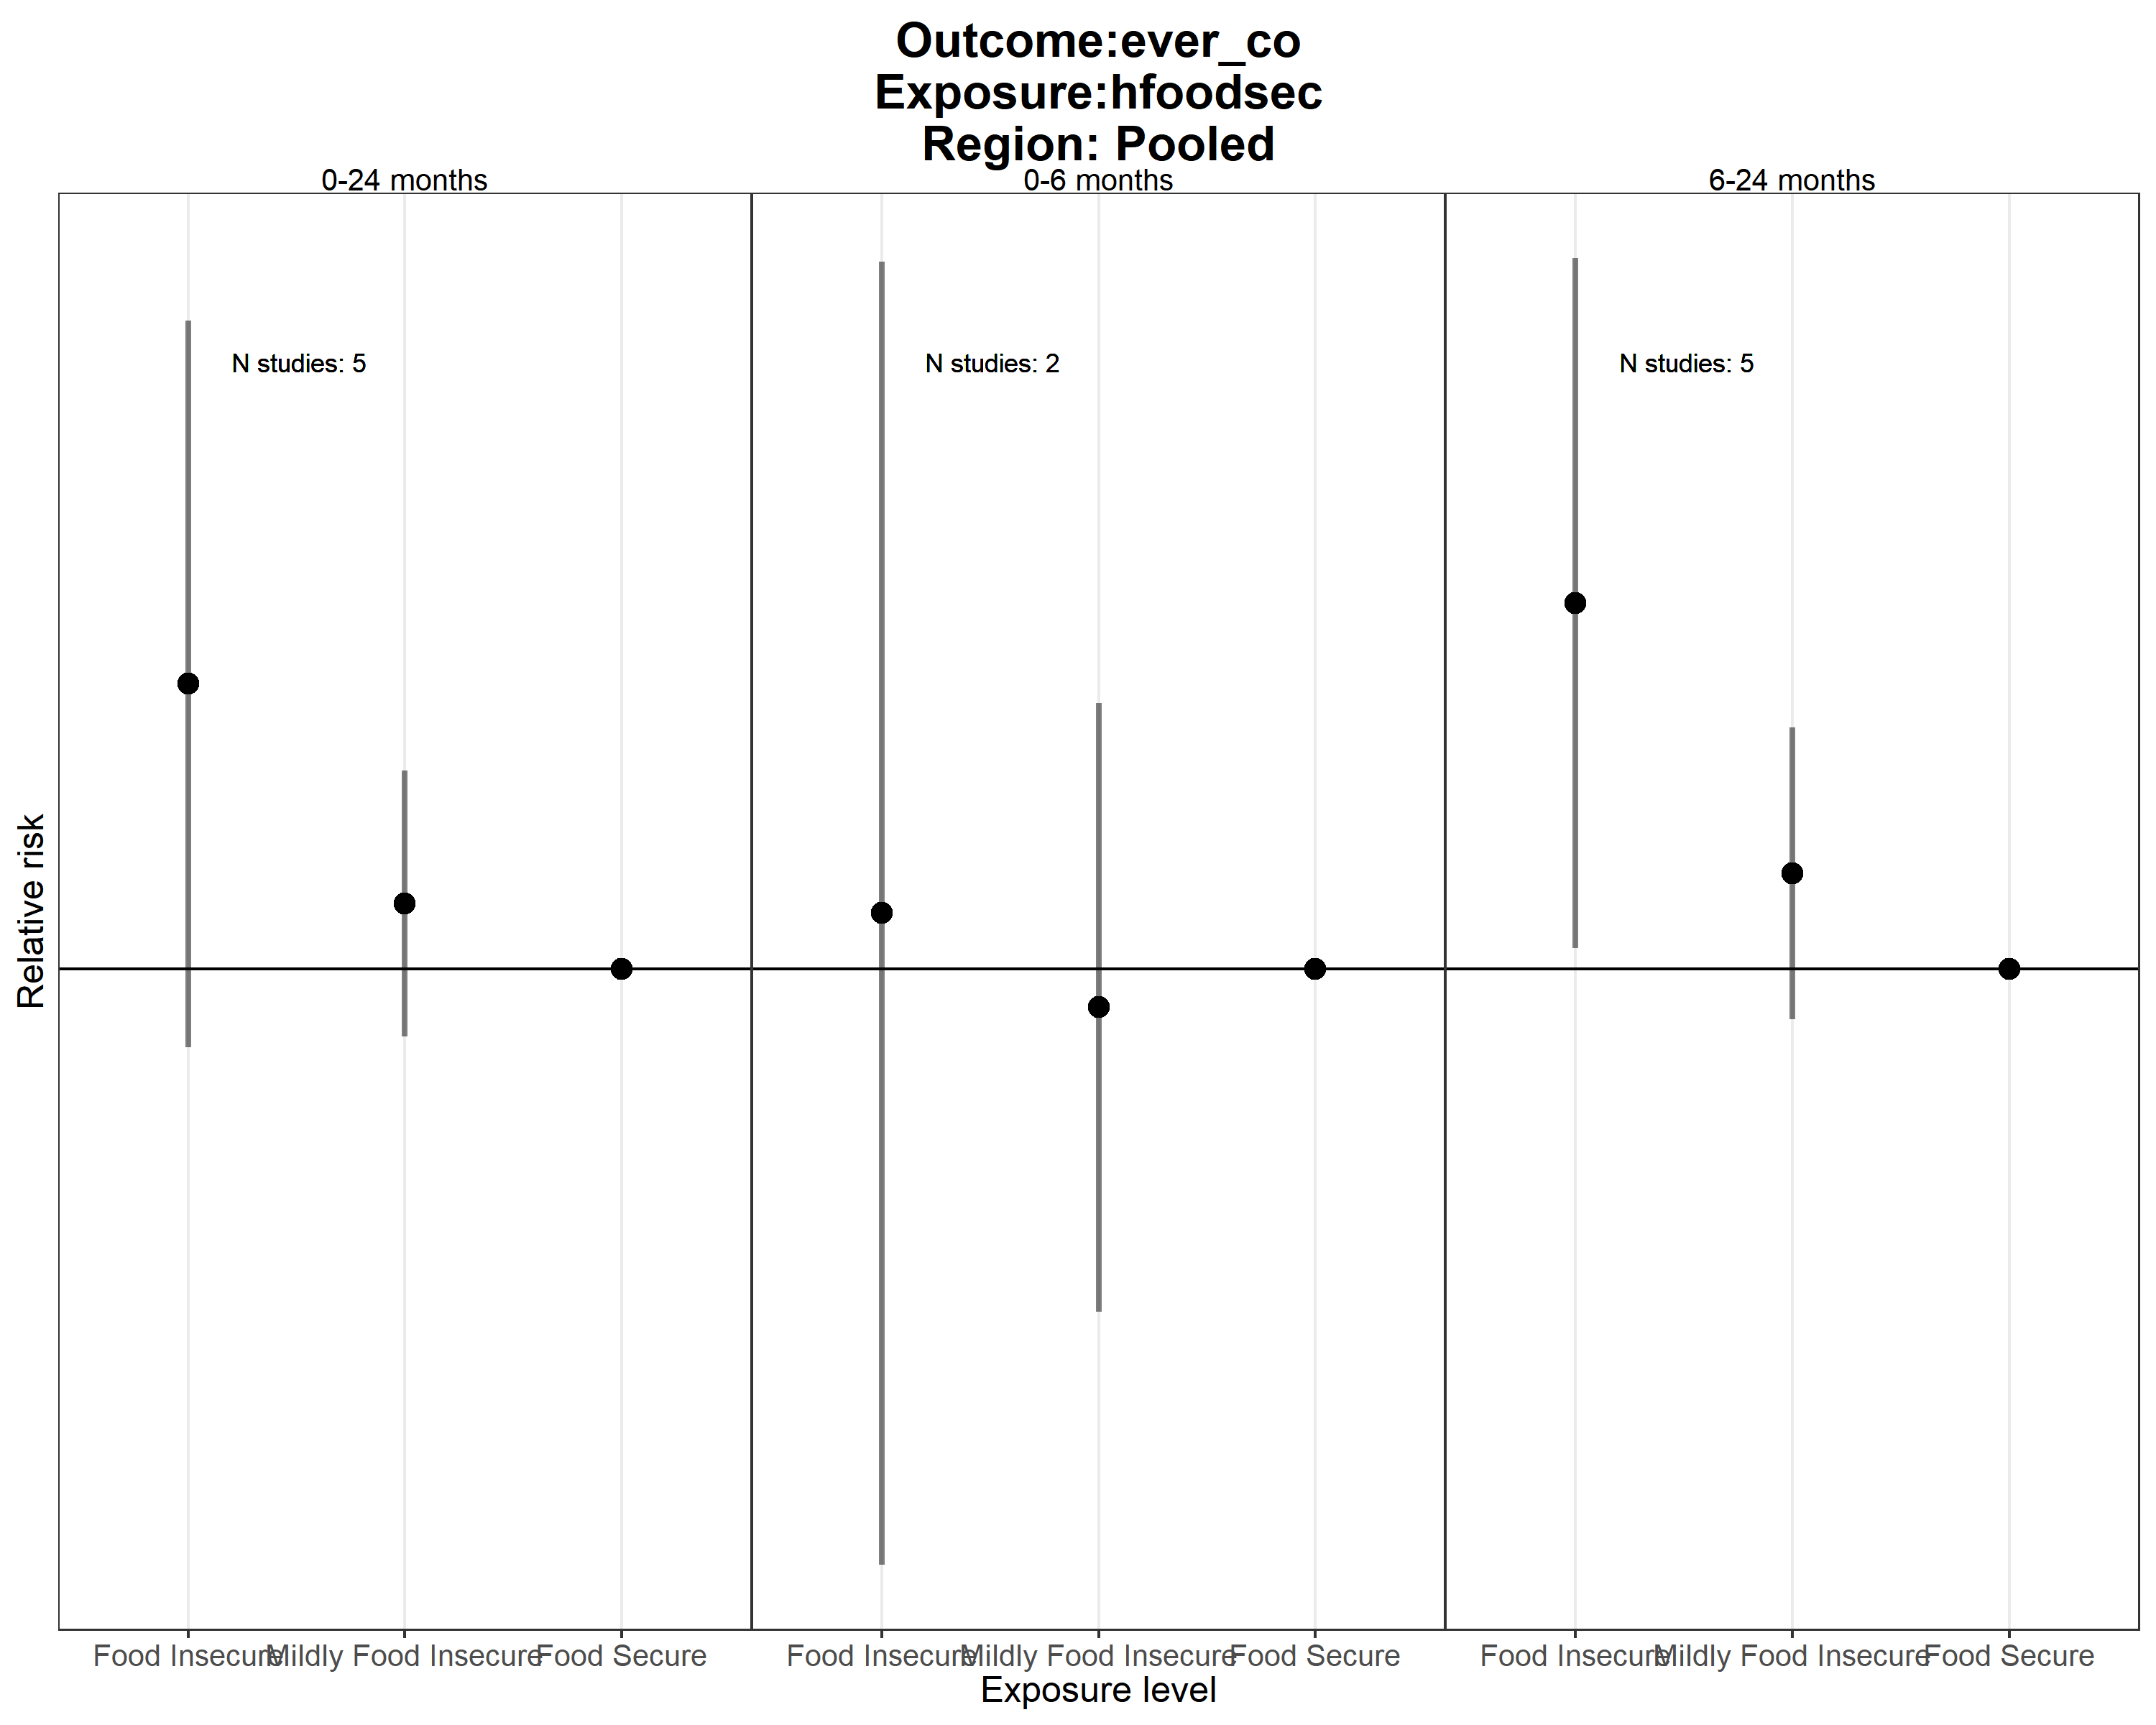 Outcome:ever_co
Exposure:hfoodsec
Region: Pooled
0-24 months
0-6 months
6-24 months
N studies: 5
N studies: 2
N studies: 5
Relative risk
Food Insecure
Mildly Food Insecure
Food Secure
Food Insecure
Mildly Food Insecure
Food Secure
Food Insecure
Mildly Food Insecure
Food Secure
Exposure level